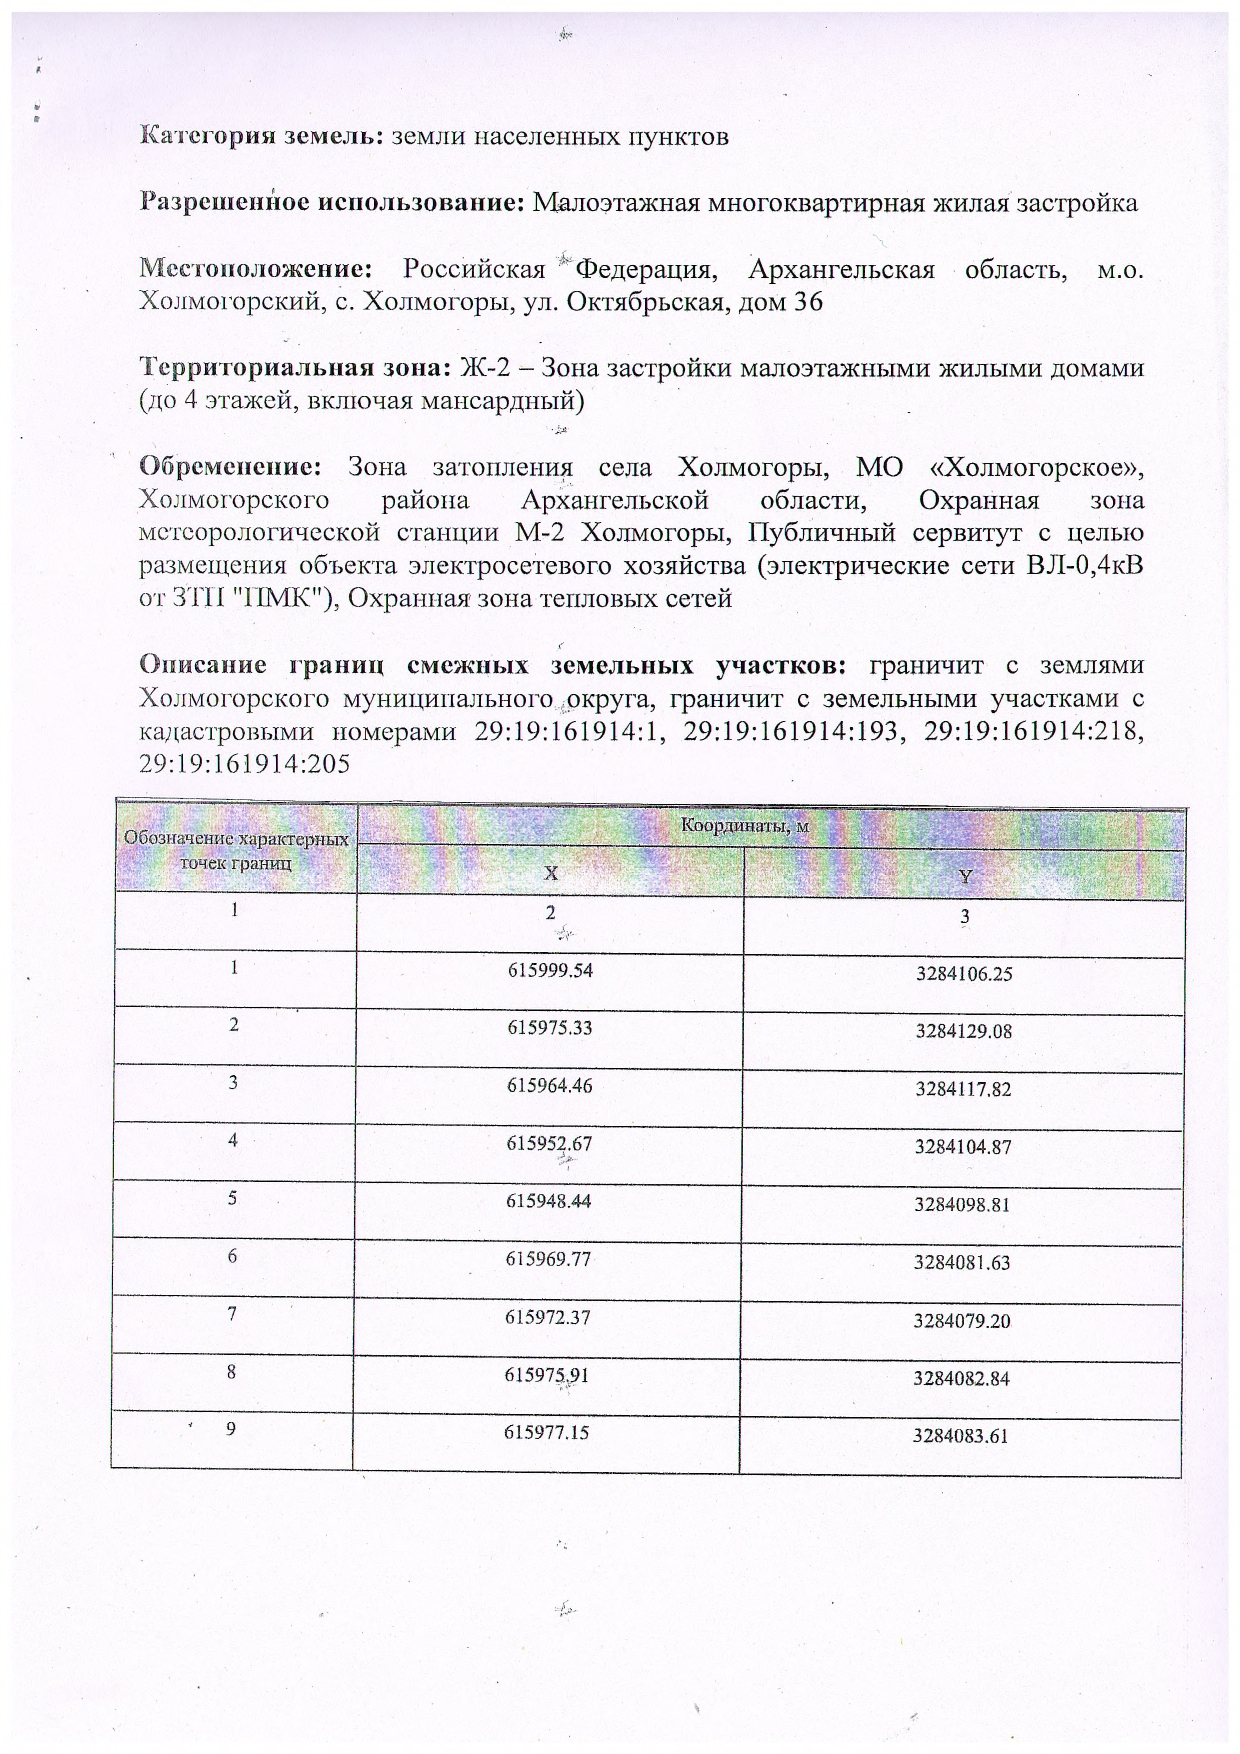 Категория земель: земли населенных пунктов
Разрешенное использование: Малоэтажная многоквартирная жилая застройка
Местоположение: Российская Федерация, Архангельская область, м.о.
Холмогорский, с. Холмогоры, ул. Октябрьская, дом 36
Территориальная зона: Ж-2 – Зона застройки малоэтажными жилыми домами
(до 4 этажей, включая мансардный)
Обременение: Зона затопления села Холмогоры, МО «Холмогорское»,
Холмогорского района Архангельской области, Охранная зона
метеорологической станции М-2 Холмогоры, Публичный сервитут с целью
размещения объекта электросетевого хозяйства (электрические сети ВЛ-0,4кВ
от ЗТП "ПМК"), Охранная зона тепловых сетей
Описание границ смежных земельных участков: граничит с землями
Холмогорского муниципального округа, граничит с земельными участками с
кадастровыми номерами 29:19:161914:1, 29:19:161914:193, 29:19:161914:218,
29:19:161914:205
Обозначение характерных
точек границ
Координаты, м
X Y
1 2 3
1 615999.54 3284106.25
2 615975.33 3284129.08
3 615964.46 3284117.82
4 615952.67 3284104.87
5 615948.44 3284098.81
6 615969.77 3284081.63
7 615972.37 3284079.20
8 615975.91 3284082.84
9 615977.15 3284083.61